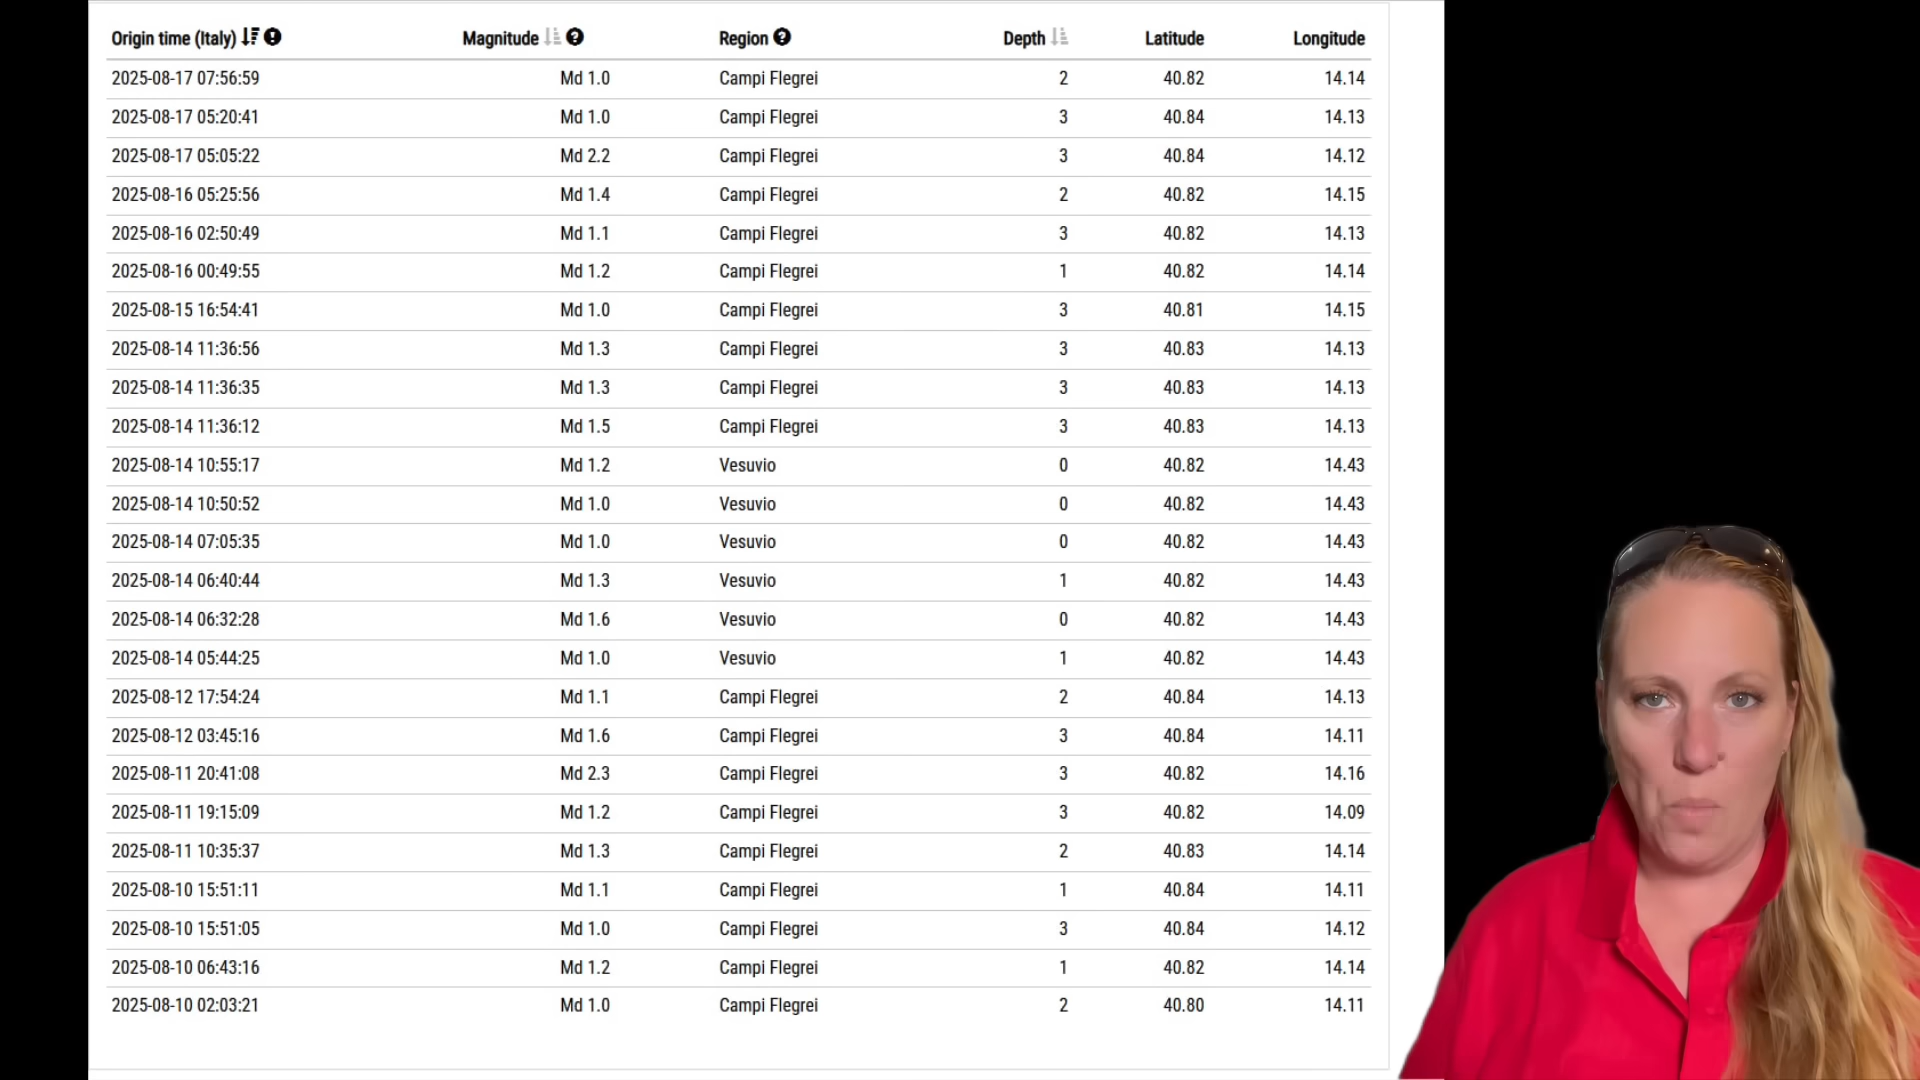 Origin time (Italy) Magnitude Region Depth Latitude Longitude
2025-08-17 07:56:59 Md 1.0 Campi Flegrei 2 40.82 14.14
2025-08-17 05:20:41 Md 1.0 Campi Flegrei 3 40.84 14.13
2025-08-17 05:05:22 Md 2.2 Campi Flegrei 3 40.84 14.12
2025-08-16 05:25:56 Md 1.4 Campi Flegrei 2 40.82 14.15
2025-08-16 02:50:49 Md 1.1 Campi Flegrei 3 40.82 14.13
2025-08-16 00:49:55 Md 1.2 Campi Flegrei 1 40.82 14.14
2025-08-15 16:54:41 Md 1.0 Campi Flegrei 3 40.81 14.15
2025-08-14 11:36:56 Md 1.3 Campi Flegrei 3 40.83 14.13
2025-08-14 11:36:35 Md 1.3 Campi Flegrei 3 40.83 14.13
2025-08-14 11:36:12 Md 1.5 Campi Flegrei 3 40.83 14.13
2025-08-14 10:55:17 Md 1.2 Vesuvio 0 40.82 14.43
2025-08-14 10:50:52 Md 1.0 Vesuvio 0 40.82 14.43
2025-08-14 07:05:35 Md 1.0 Vesuvio 0 40.82 14.43
2025-08-14 06:40:44 Md 1.3 Vesuvio 1 40.82 14.43
2025-08-14 06:32:28 Md 1.6 Vesuvio 0 40.82 14.43
2025-08-14 05:44:25 Md 1.0 Vesuvio 1 40.82 14.43
2025-08-12 17:54:24 Md 1.1 Campi Flegrei 2 40.84 14.13
2025-08-12 03:45:16 Md 1.6 Campi Flegrei 3 40.84 14.11
2025-08-11 20:41:08 Md 2.3 Campi Flegrei 3 40.82 14.16
2025-08-11 19:15:09 Md 1.2 Campi Flegrei 3 40.82 14.09
2025-08-11 10:35:37 Md 1.3 Campi Flegrei 2 40.83 14.14
2025-08-10 15:51:11 Md 1.1 Campi Flegrei 1 40.84 14.11
2025-08-10 15:51:05 Md 1.0 Campi Flegrei 3 40.84 14.12
2025-08-10 06:43:16 Md 1.2 Campi Flegrei 1 40.82 14.14
2025-08-10 02:03:21 Md 1.0 Campi Flegrei 2 40.80 14.11